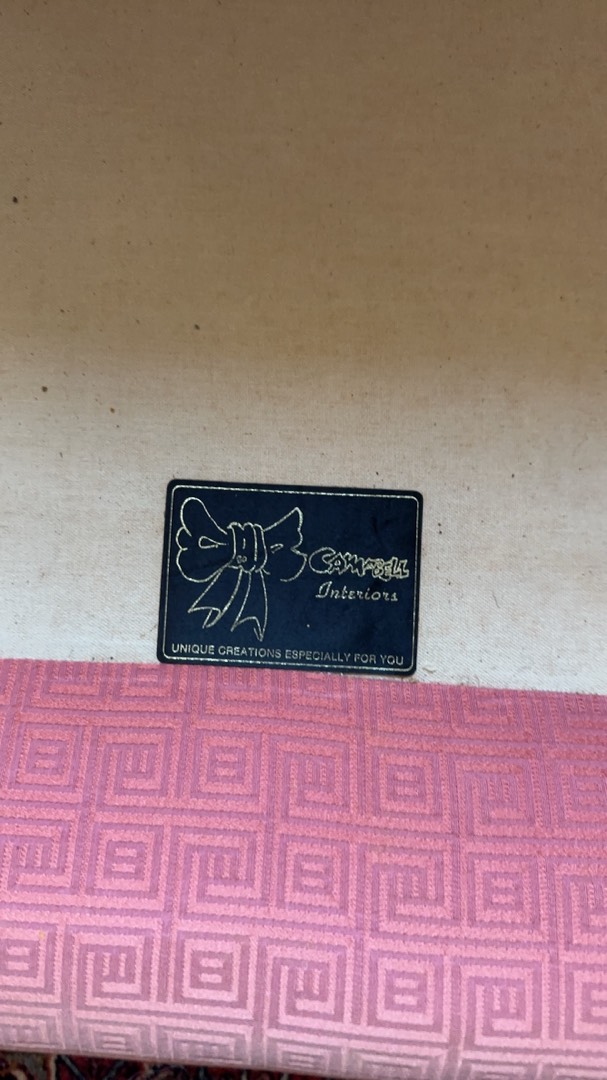 CAMPBELL
Interiors
UNIQUE CREATIONS ESPECIALLY FOR YOU